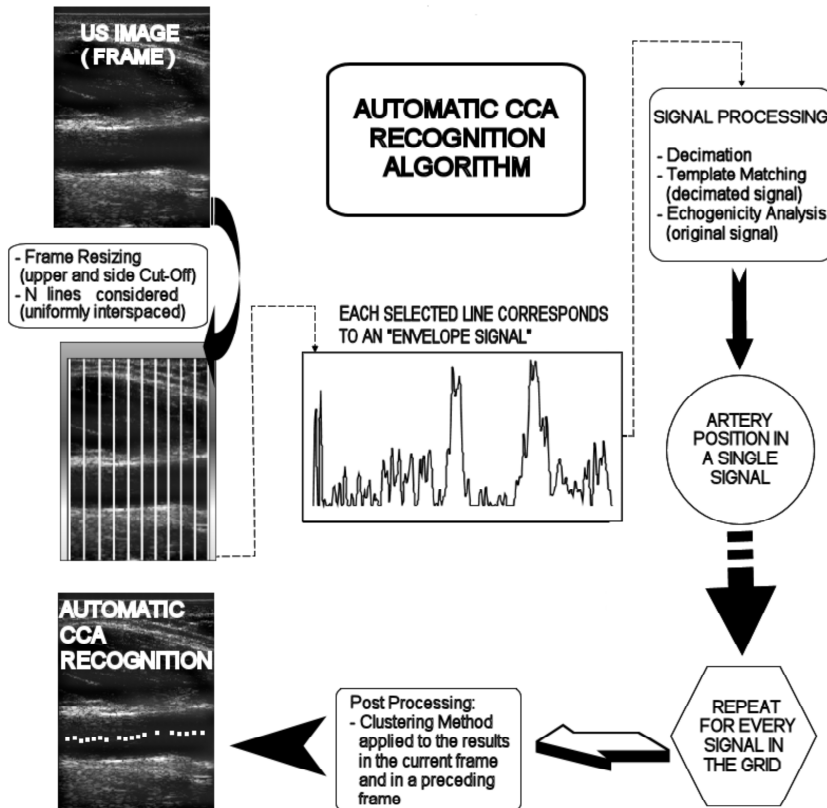 US IMAGE
( FRAME )
AUTOMATIC CCA
RECOGNITION
ALGORITHM
SIGNAL PROCESSING
- Decimation
- Template Matching
(decimated signal)
- Echogenicity Analysis
(original signal)
- Frame Resizing
(upper and side Cut-Off)
- N lines considered
(uniformly interspaced)
EACH SELECTED LINE CORRESPONDS
TO AN "ENVELOPE SIGNAL"
ARTERY
POSITION IN
A SINGLE
SIGNAL
AUTOMATIC
CCA
RECOGNITION
Post Processing:
- Clustering Method
applied to the results
in the current frame
and in a preceding
frame
REPEAT
FOR EVERY
SIGNAL IN
THE GRID